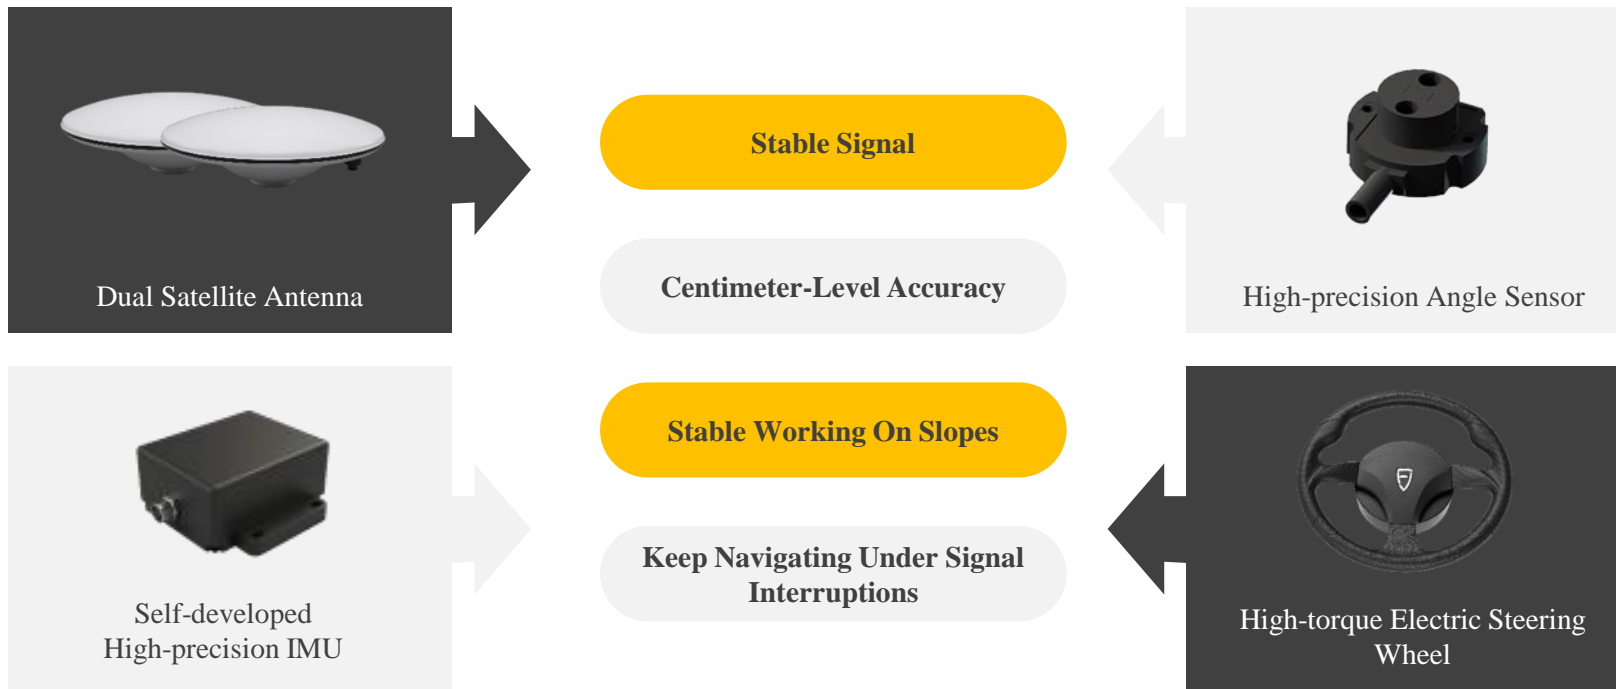 Dual Satellite Antenna
Self-developed
High-precision IMU
Stable Signal
Centimeter-Level Accuracy
Stable Working On Slopes
Keep Navigating Under Signal
Interruptions
High-precision Angle Sensor
High-torque Electric Steering
Wheel